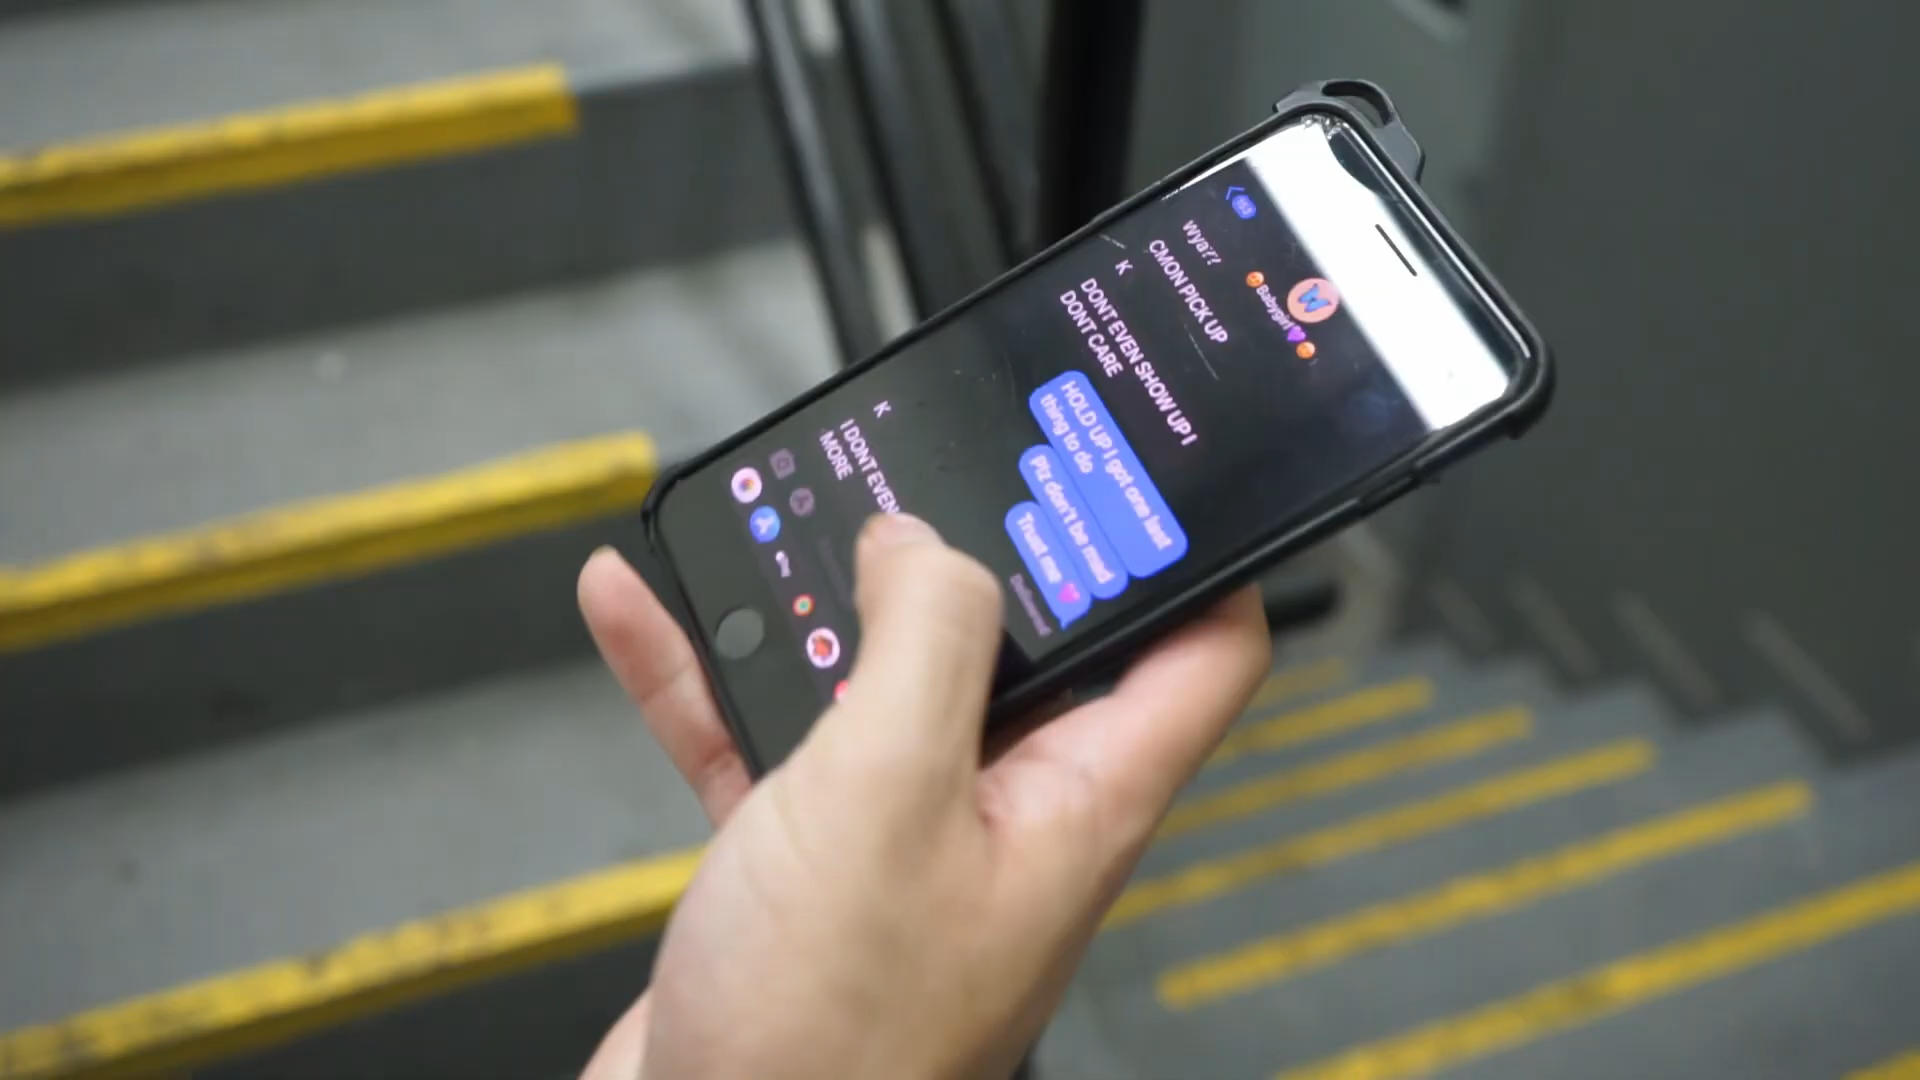 Babygirl
Wya??
CMON PICK UP
K
DONT EVEN SHOW UP I
DONT CARE
HOLD UP I got one last
thing to do
Plz don't be mad
Trust me
Delivered
K
I DONT EVEN
MORE